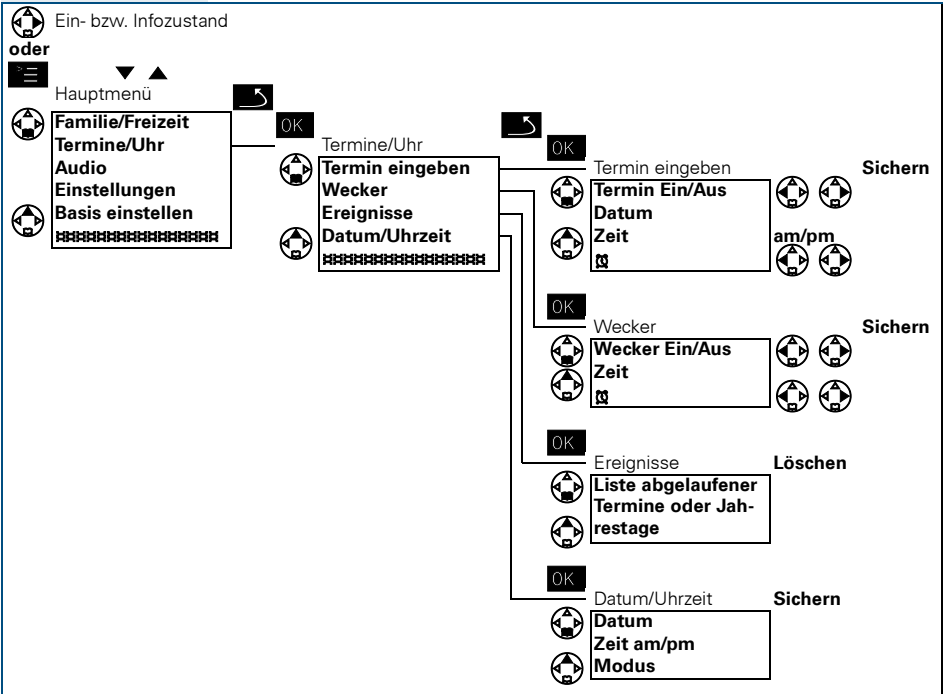 Ein- bzw. Infozustand
oder
Hauptmenü
Familie/Freizeit
Termine/Uhr
Audio
Einstellungen
Basis einstellen
OK
Termine/Uhr
Termin eingeben
Wecker
Ereignisse
Datum/Uhrzeit
OK
Termin eingeben
Sichern
Termin Ein/Aus
Datum
Zeit
am/pm
OK
Wecker
Sichern
Wecker Ein/Aus
Zeit
OK
Ereignisse
Löschen
Liste abgelaufener
Termine oder Jah-
restage
OK
Datum/Uhrzeit
Sichern
Datum
Zeit am/pm
Modus